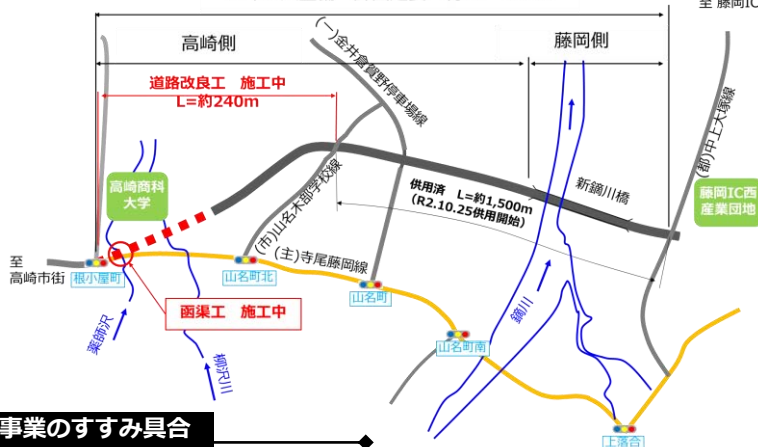 至 藤岡IC
高崎側
藤岡側
(一)金井倉賀野停車場線
道路改良工 施工中
L=約240m
(都)中上大塚線
高崎商科
大学
(市)山名木部学校線
供用済 L=約1,500m
(R2.10.25供用開始)
新鏑川橋
藤岡IC西
産業団地
至
高崎市街
根小屋町
山名町北
(主)寺尾藤岡線
山名町
函渠工 施工中
薬師沢
柳沢川
鏑川
山名町南
事業のすすみ具合
上落合